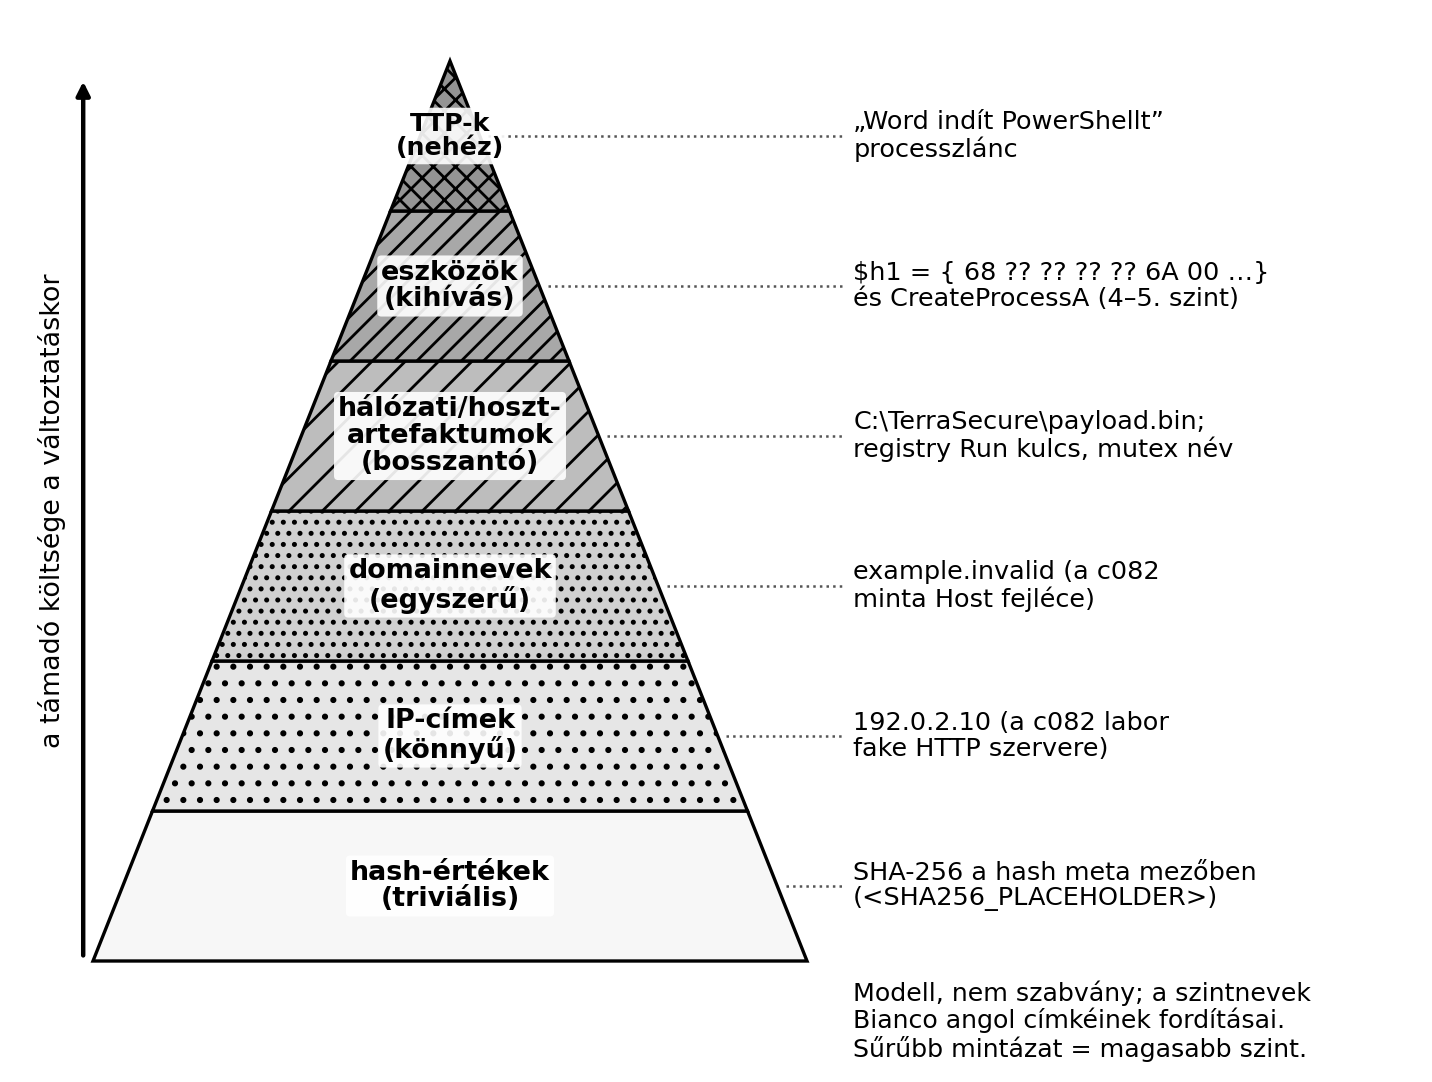 TTP-k
(nehéz)
„Word indít PowerShellt”
processzlánc
eszközök
(kihívás)
$h1 = { 68 ?? ?? ?? ?? 6A 00 ...}
és CreateProcessA (4–5. szint)
hálózati/hoszt-
artefaktumok
(bosszantó)
C:\TerraSecure\payload.bin;
registry Run kulcs, mutex név
domainnevek
(egyszerű)
example.invalid (a c082
minta Host fejléce)
IP-címek
(könnyű)
192.0.2.10 (a c082 labor
fake HTTP szervere)
hash-értékek
(triviális)
SHA-256 a hash meta mezőben
(<SHA256_PLACEHOLDER>)
a támadó költsége a változtatáskor
Modell, nem szabvány; a szintnevek
Bianco angol címkéinek fordításai.
Sűrűbb mintázat = magasabb szint.